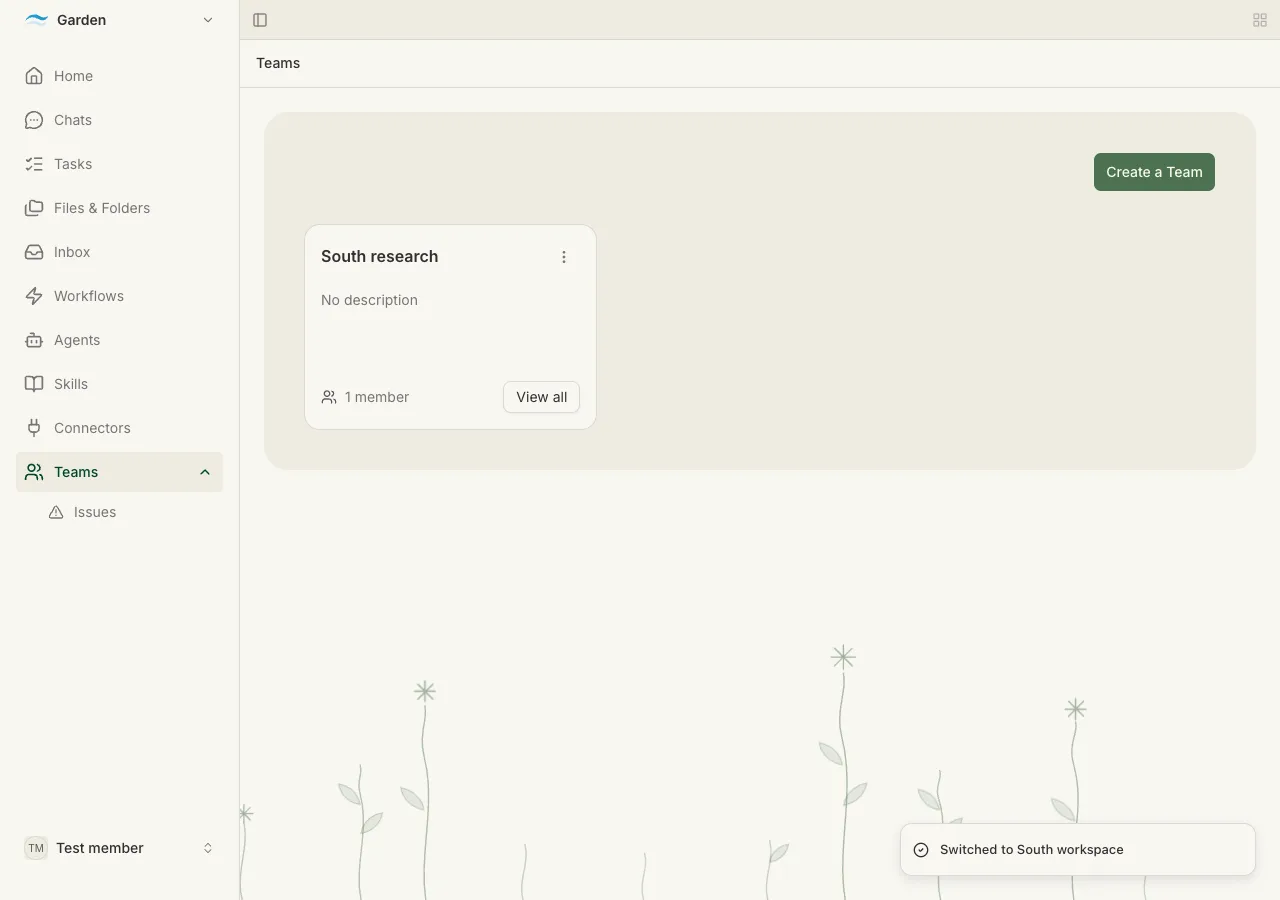 Garden
Home
Chats
Tasks
Files & Folders
Inbox
Workflows
Agents
Skills
Connectors
Teams
Issues
TM
Test member
Teams
Create a Team
South research
No description
1 member
View all
Switched to South workspace